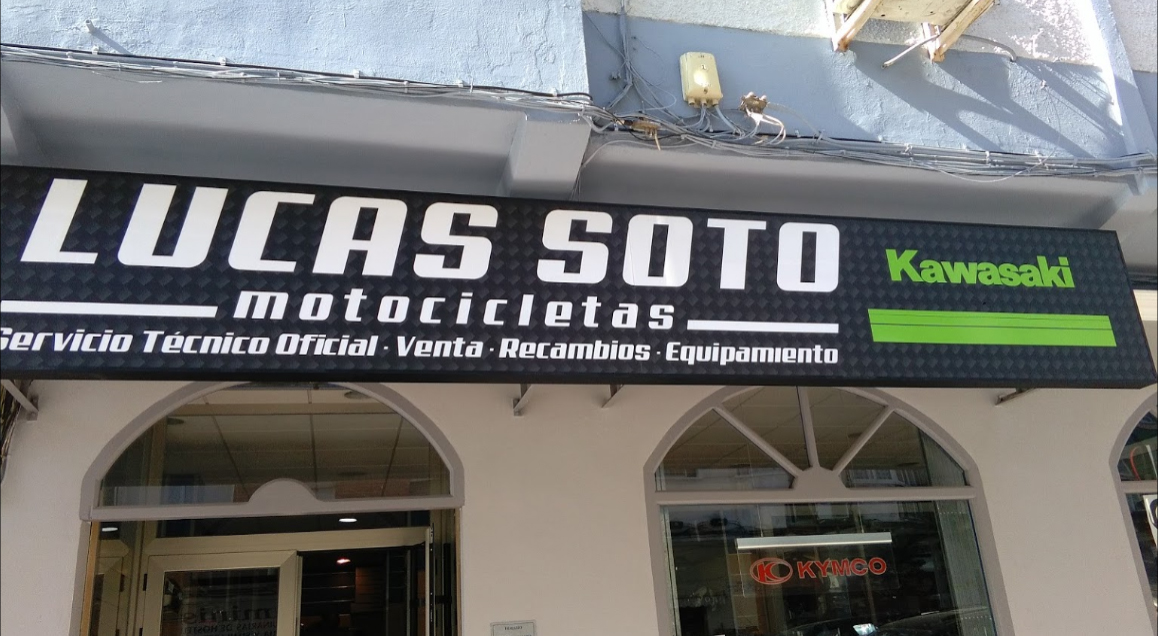 LUCAS SOTO
Kawasaki
motocicletas
Servicio Técnico Oficial · Venta · Recambios · Equipamiento
KYMCO